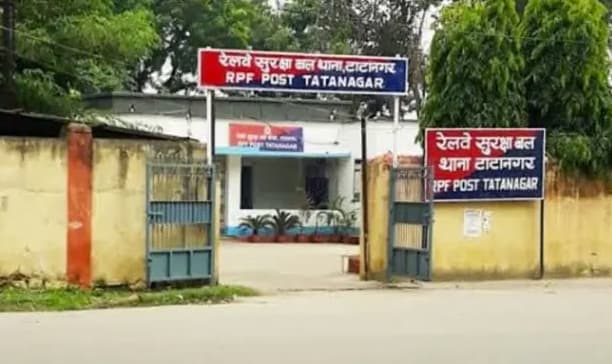 रेलवे सुरक्षा बल थाना, टाटानगर
RPF POST TATANAGAR
RPF POST TATANAGAR
रेलवे सुरक्षा बल
थाना टाटानगर
RPF POST TATANAGAR